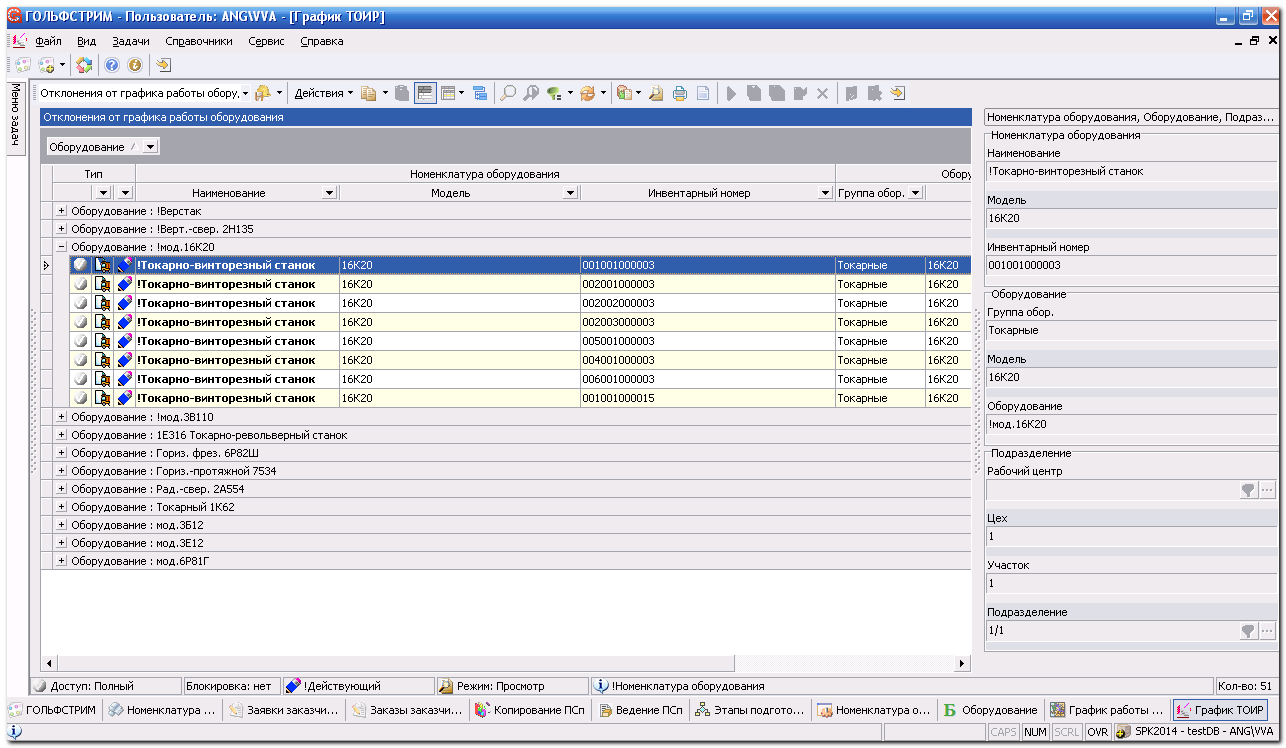 ГОЛЬФСТРИМ - Пользователь: ANGWVA - [График ТОИР]
Файл Вид Задачи Справочники Сервис Справка
Меню задач
Отклонения от графика работы обору. Действия
Отклонения от графика работы оборудования
Оборудование
Тип Номенклатура оборудования Обору
Наименование Модель Инвентарный номер Группа обор.
+ Оборудование : !Верстак
+ Оборудование : !Верт.-свер. 2Н135
− Оборудование : !мод.16К20
!Токарно-винторезный станок 16К20 001001000003 Токарные 16К20
!Токарно-винторезный станок 16К20 002001000003 Токарные 16К20
!Токарно-винторезный станок 16К20 002002000003 Токарные 16К20
!Токарно-винторезный станок 16К20 002003000003 Токарные 16К20
!Токарно-винторезный станок 16К20 005001000003 Токарные 16К20
!Токарно-винторезный станок 16К20 004001000003 Токарные 16К20
!Токарно-винторезный станок 16К20 006001000003 Токарные 16К20
!Токарно-винторезный станок 16К20 001001000015 Токарные 16К20
+ Оборудование : !мод.3В110
+ Оборудование : 1Е316 Токарно-револьверный станок
+ Оборудование : Гориз. фрез. 6Р82Ш
+ Оборудование : Гориз.-протяжной 7534
+ Оборудование : Рад.-свер. 2А554
+ Оборудование : Токарный 1К62
+ Оборудование : мод.3Б12
+ Оборудование : мод.3Е12
+ Оборудование : мод.6Р81Г
Номенклатура оборудования, Оборудование, Подраз...
Номенклатура оборудования
Наименование
!Токарно-винторезный станок
Модель
16К20
Инвентарный номер
001001000003
Оборудование
Группа обор.
Токарные
Модель
16К20
Оборудование
!мод.16К20
Подразделение
Рабочий центр
Цех
1
Участок
1
Подразделение
1/1
Доступ: Полный Блокировка: нет !Действующий Режим: Просмотр !Номенклатура оборудования Кол-во: 51
ГОЛЬФСТРИМ Номенклатура ... Заявки заказчи... Заказы заказчи... Копирование ПСп Ведение ПСп Этапы подгото... Номенклатура о... Б Оборудование График работы ... График ТОИР
CAPS NUM SCRL OVR SPK2014 - testDB - ANGWVA